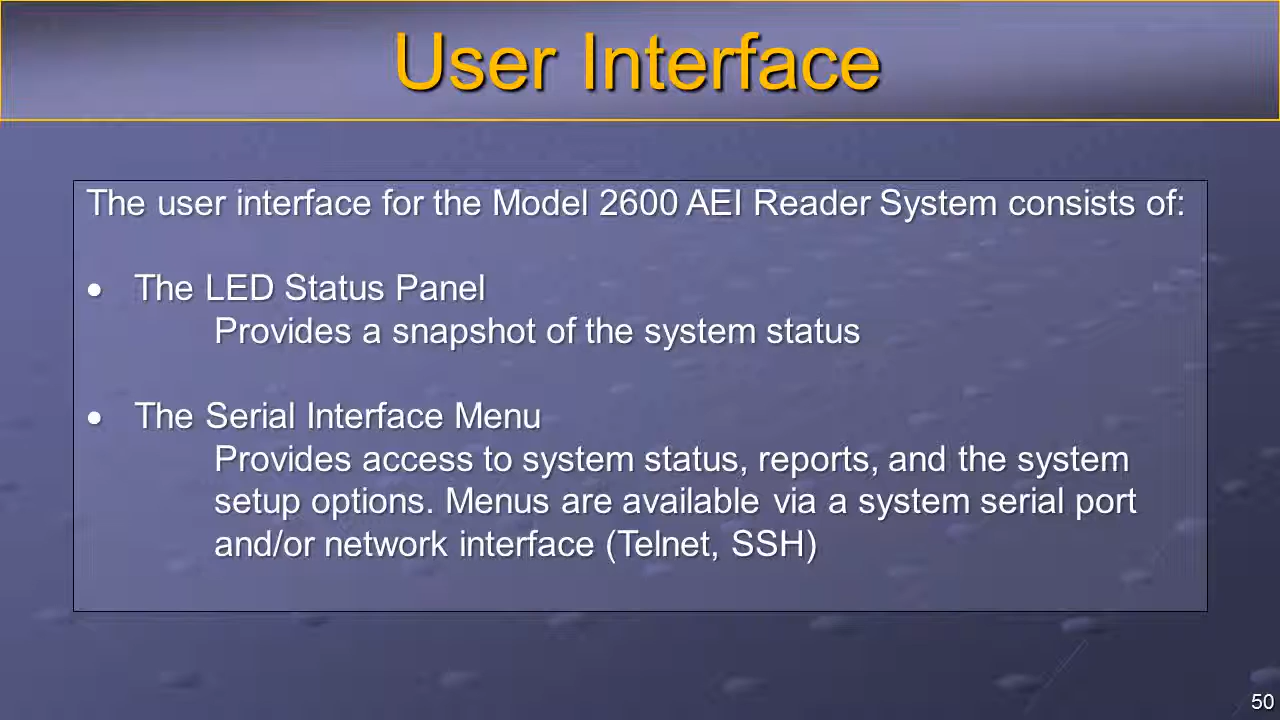 User Interface
The user interface for the Model 2600 AEI Reader System consists of:
• The LED Status Panel
Provides a snapshot of the system status
• The Serial Interface Menu
Provides access to system status, reports, and the system
setup options. Menus are available via a system serial port
and/or network interface (Telnet, SSH)
50